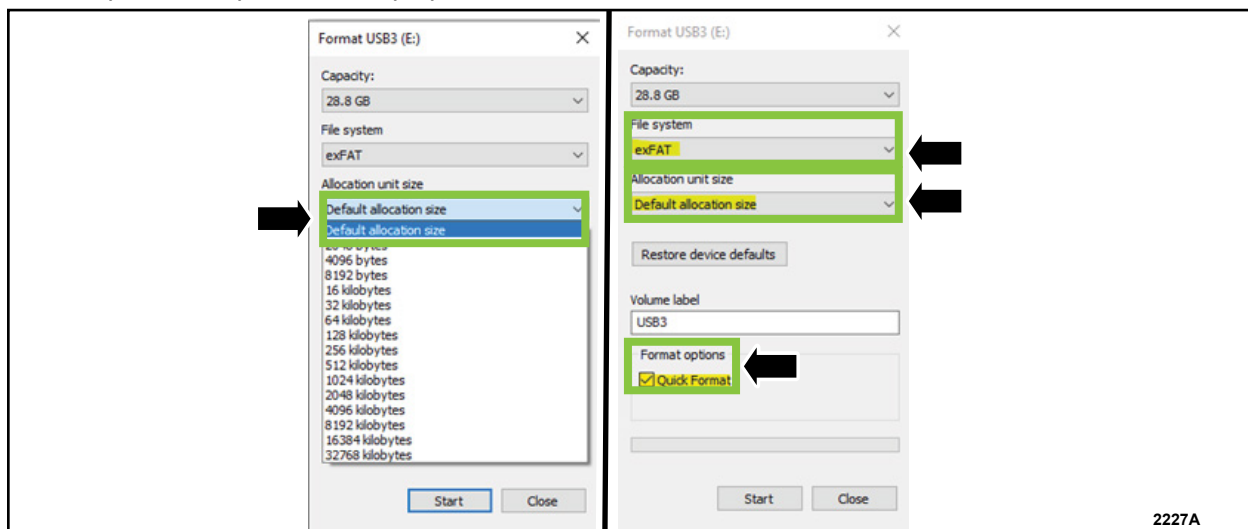 Format USB3 (E:)
Capacity:
28.8 GB
File system
exFAT
Allocation unit size
Default allocation size
Default allocation size
4096 bytes
8192 bytes
16 kilobytes
32 kilobytes
64 kilobytes
128 kilobytes
256 kilobytes
512 kilobytes
1024 kilobytes
2048 kilobytes
4096 kilobytes
8192 kilobytes
16384 kilobytes
32768 kilobytes
Start
Close
Format USB3 (E:)
Capacity:
28.8 GB
File system
exFAT
Allocation unit size
Default allocation size
Restore device defaults
Volume label
USB3
Format options
Quick Format
Start
Close
2227A